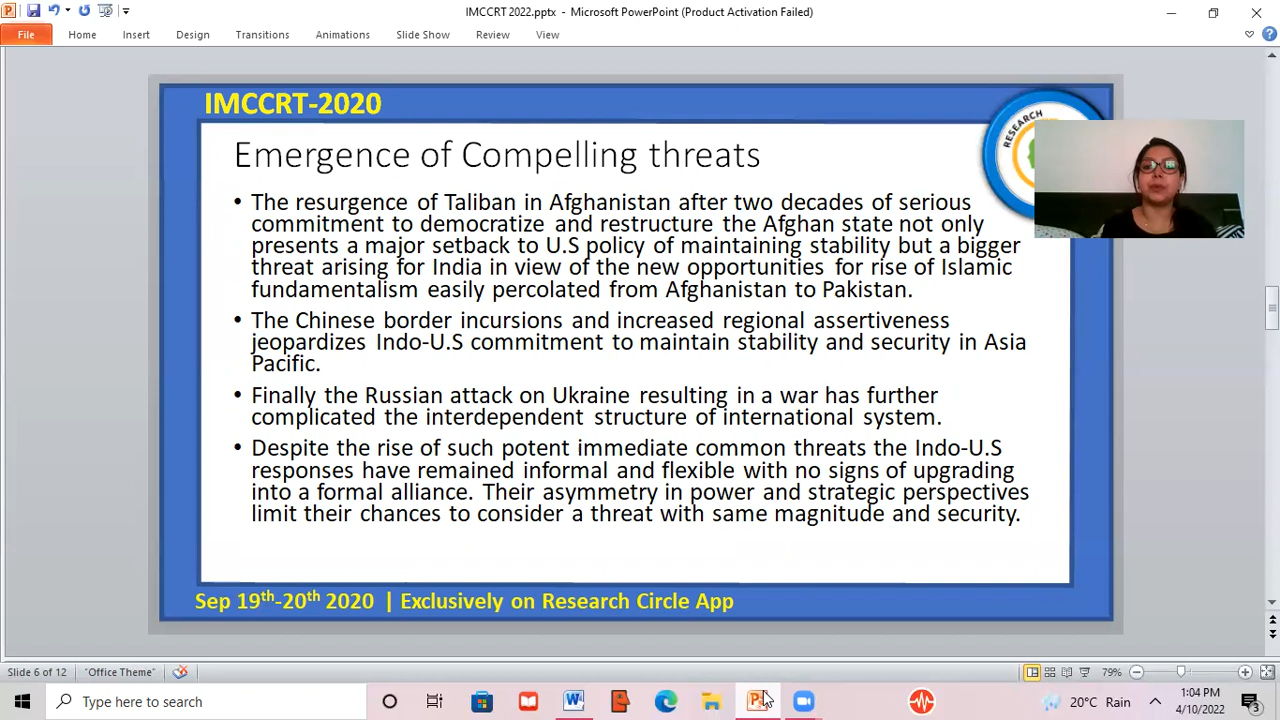 IMCCRT 2022.pptx - Microsoft PowerPoint (Product Activation Failed)
File Home Insert Design Transitions Animations Slide Show Review View
IMCCRT-2020
RESEARCH
Emergence of Compelling threats
• The resurgence of Taliban in Afghanistan after two decades of serious
commitment to democratize and restructure the Afghan state not only
presents a major setback to U.S policy of maintaining stability but a bigger
threat arising for India in view of the new opportunities for rise of Islamic
fundamentalism easily percolated from Afghanistan to Pakistan.
• The Chinese border incursions and increased regional assertiveness
jeopardizes Indo-U.S commitment to maintain stability and security in Asia
Pacific.
• Finally the Russian attack on Ukraine resulting in a war has further
complicated the interdependent structure of international system.
• Despite the rise of such potent immediate common threats the Indo-U.S
responses have remained informal and flexible with no signs of upgrading
into a formal alliance. Their asymmetry in power and strategic perspectives
limit their chances to consider a threat with same magnitude and security.
Sep 19th-20th 2020 | Exclusively on Research Circle App
Slide 6 of 12 "Office Theme" 79%
Type here to search
20°C Rain
1:04 PM
4/10/2022
3